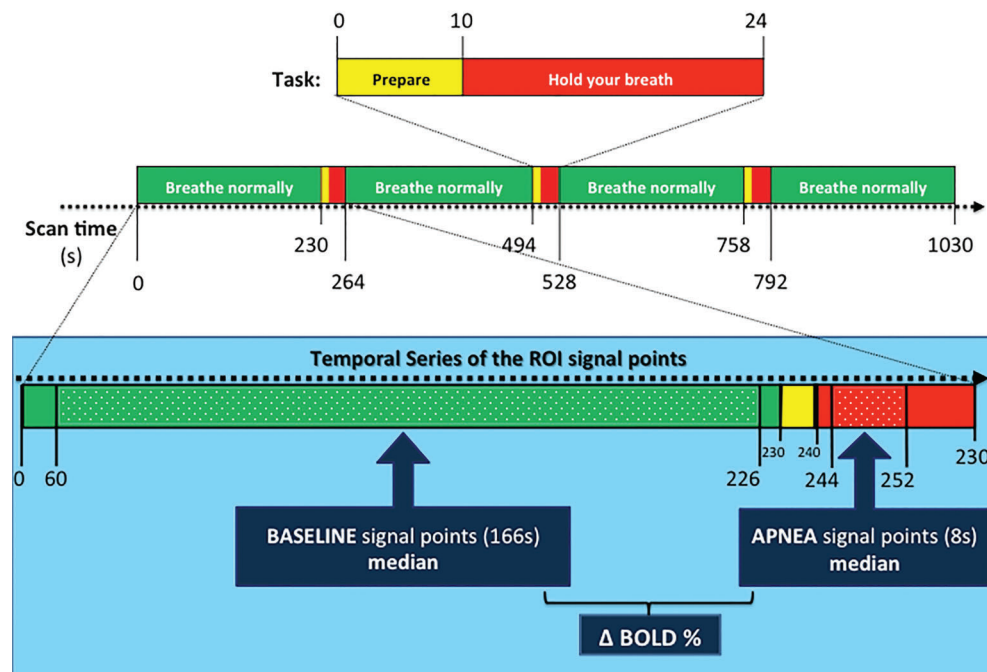 0 10 24
Task: Prepare Hold your breath
Breathe normally Breathe normally Breathe normally Breathe normally
Scan time
(s)
230 494 758 1030
0 264 528 792
Temporal Series of the ROI signal points
0 60 226 230 240 244 252 230
BASELINE signal points (166s)
median
APNEA signal points (8s)
median
Δ BOLD %